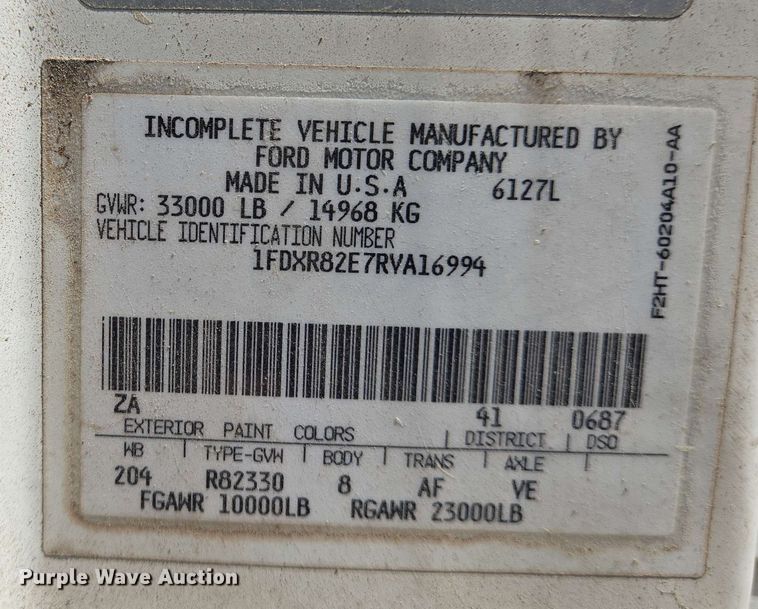 INCOMPLETE VEHICLE MANUFACTURED BY
FORD MOTOR COMPANY
MADE IN U.S.A 6127L
GVWR: 33000 LB / 14968 KG
VEHICLE IDENTIFICATION NUMBER
1FDXR82E7RVA16994
F2HT-60204A10-AA
ZA 41 0687
EXTERIOR PAINT COLORS DISTRICT DSO
WB TYPE-GVW BODY TRANS AXLE
204 R82330 8 AF VE
FGAWR 10000LB RGAWR 23000LB
Purple Wave Auction